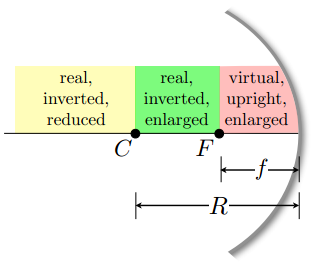 real,
inverted,
reduced
real,
inverted,
enlarged
virtual,
upright,
enlarged
C
F
f
R